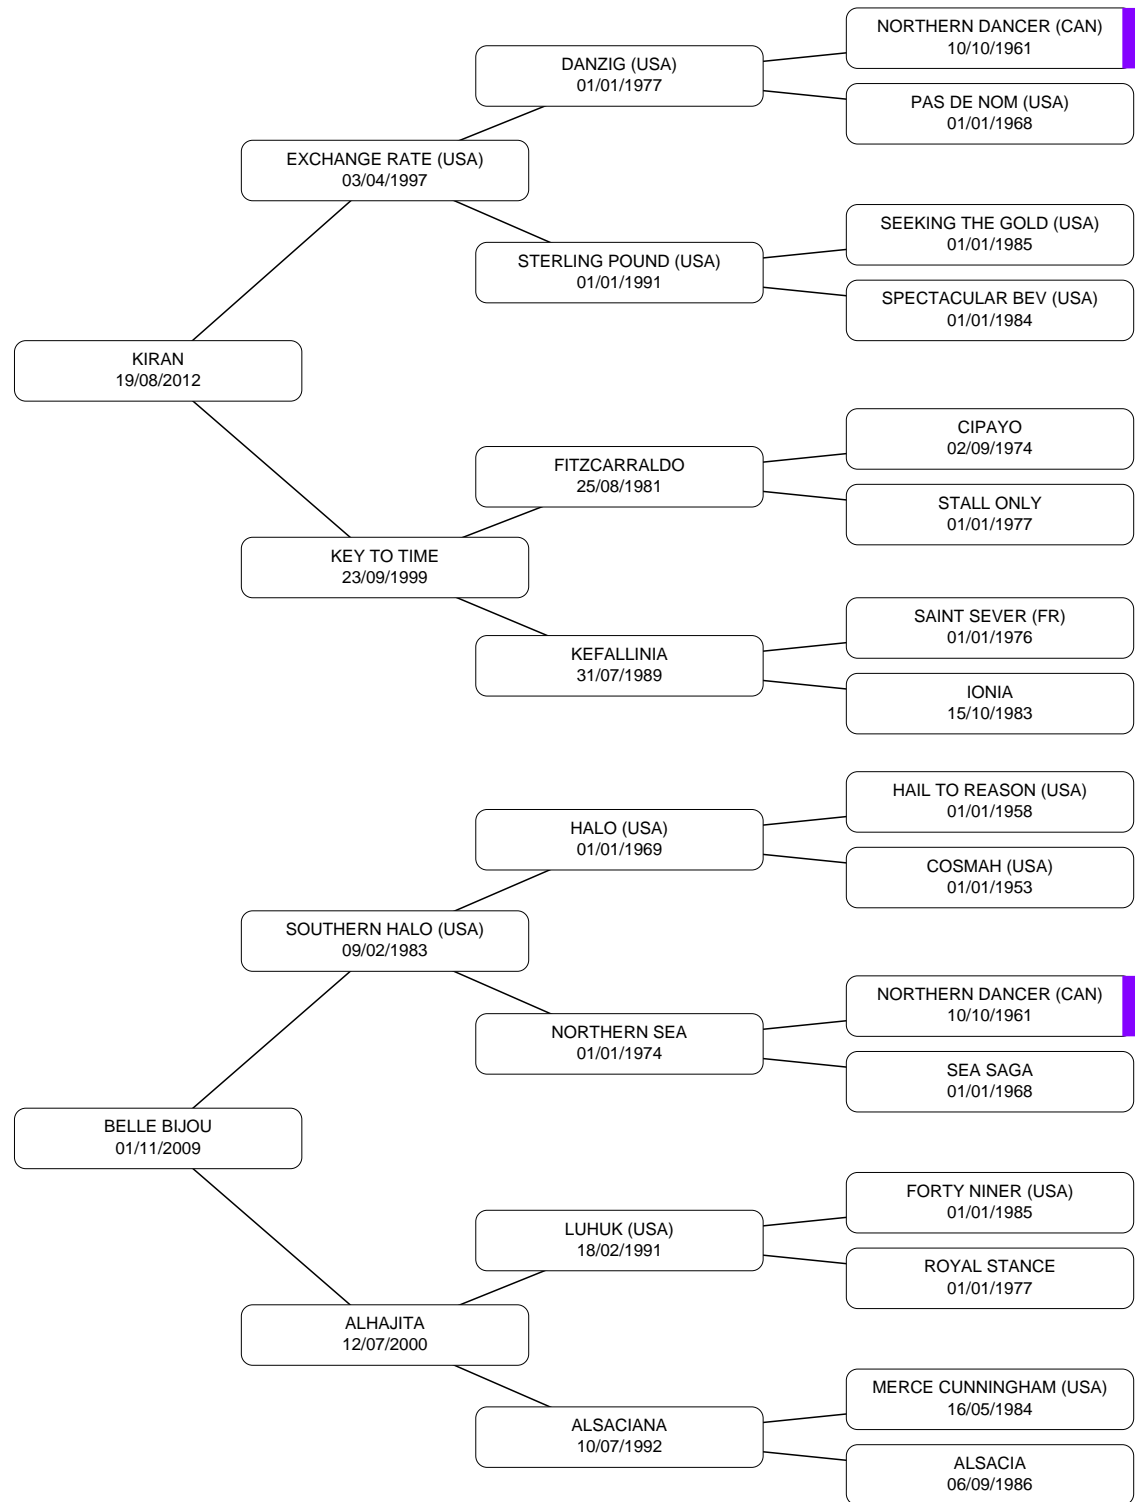 NORTHERN DANCER (CAN)
10/10/1961
DANZIG (USA)
01/01/1977
PAS DE NOM (USA)
01/01/1968
EXCHANGE RATE (USA)
03/04/1997
SEEKING THE GOLD (USA)
01/01/1985
STERLING POUND (USA)
01/01/1991
SPECTACULAR BEV (USA)
01/01/1984
KIRAN
19/08/2012
CIPAYO
02/09/1974
FITZCARRALDO
25/08/1981
STALL ONLY
01/01/1977
KEY TO TIME
23/09/1999
SAINT SEVER (FR)
01/01/1976
KEFALLINIA
31/07/1989
IONIA
15/10/1983
HAIL TO REASON (USA)
01/01/1958
HALO (USA)
01/01/1969
COSMAH (USA)
01/01/1953
SOUTHERN HALO (USA)
09/02/1983
NORTHERN DANCER (CAN)
10/10/1961
NORTHERN SEA
01/01/1974
SEA SAGA
01/01/1968
BELLE BIJOU
01/11/2009
FORTY NINER (USA)
01/01/1985
LUHUK (USA)
18/02/1991
ROYAL STANCE
01/01/1977
ALHAJITA
12/07/2000
MERCE CUNNINGHAM (USA)
16/05/1984
ALSACIANA
10/07/1992
ALSACIA
06/09/1986